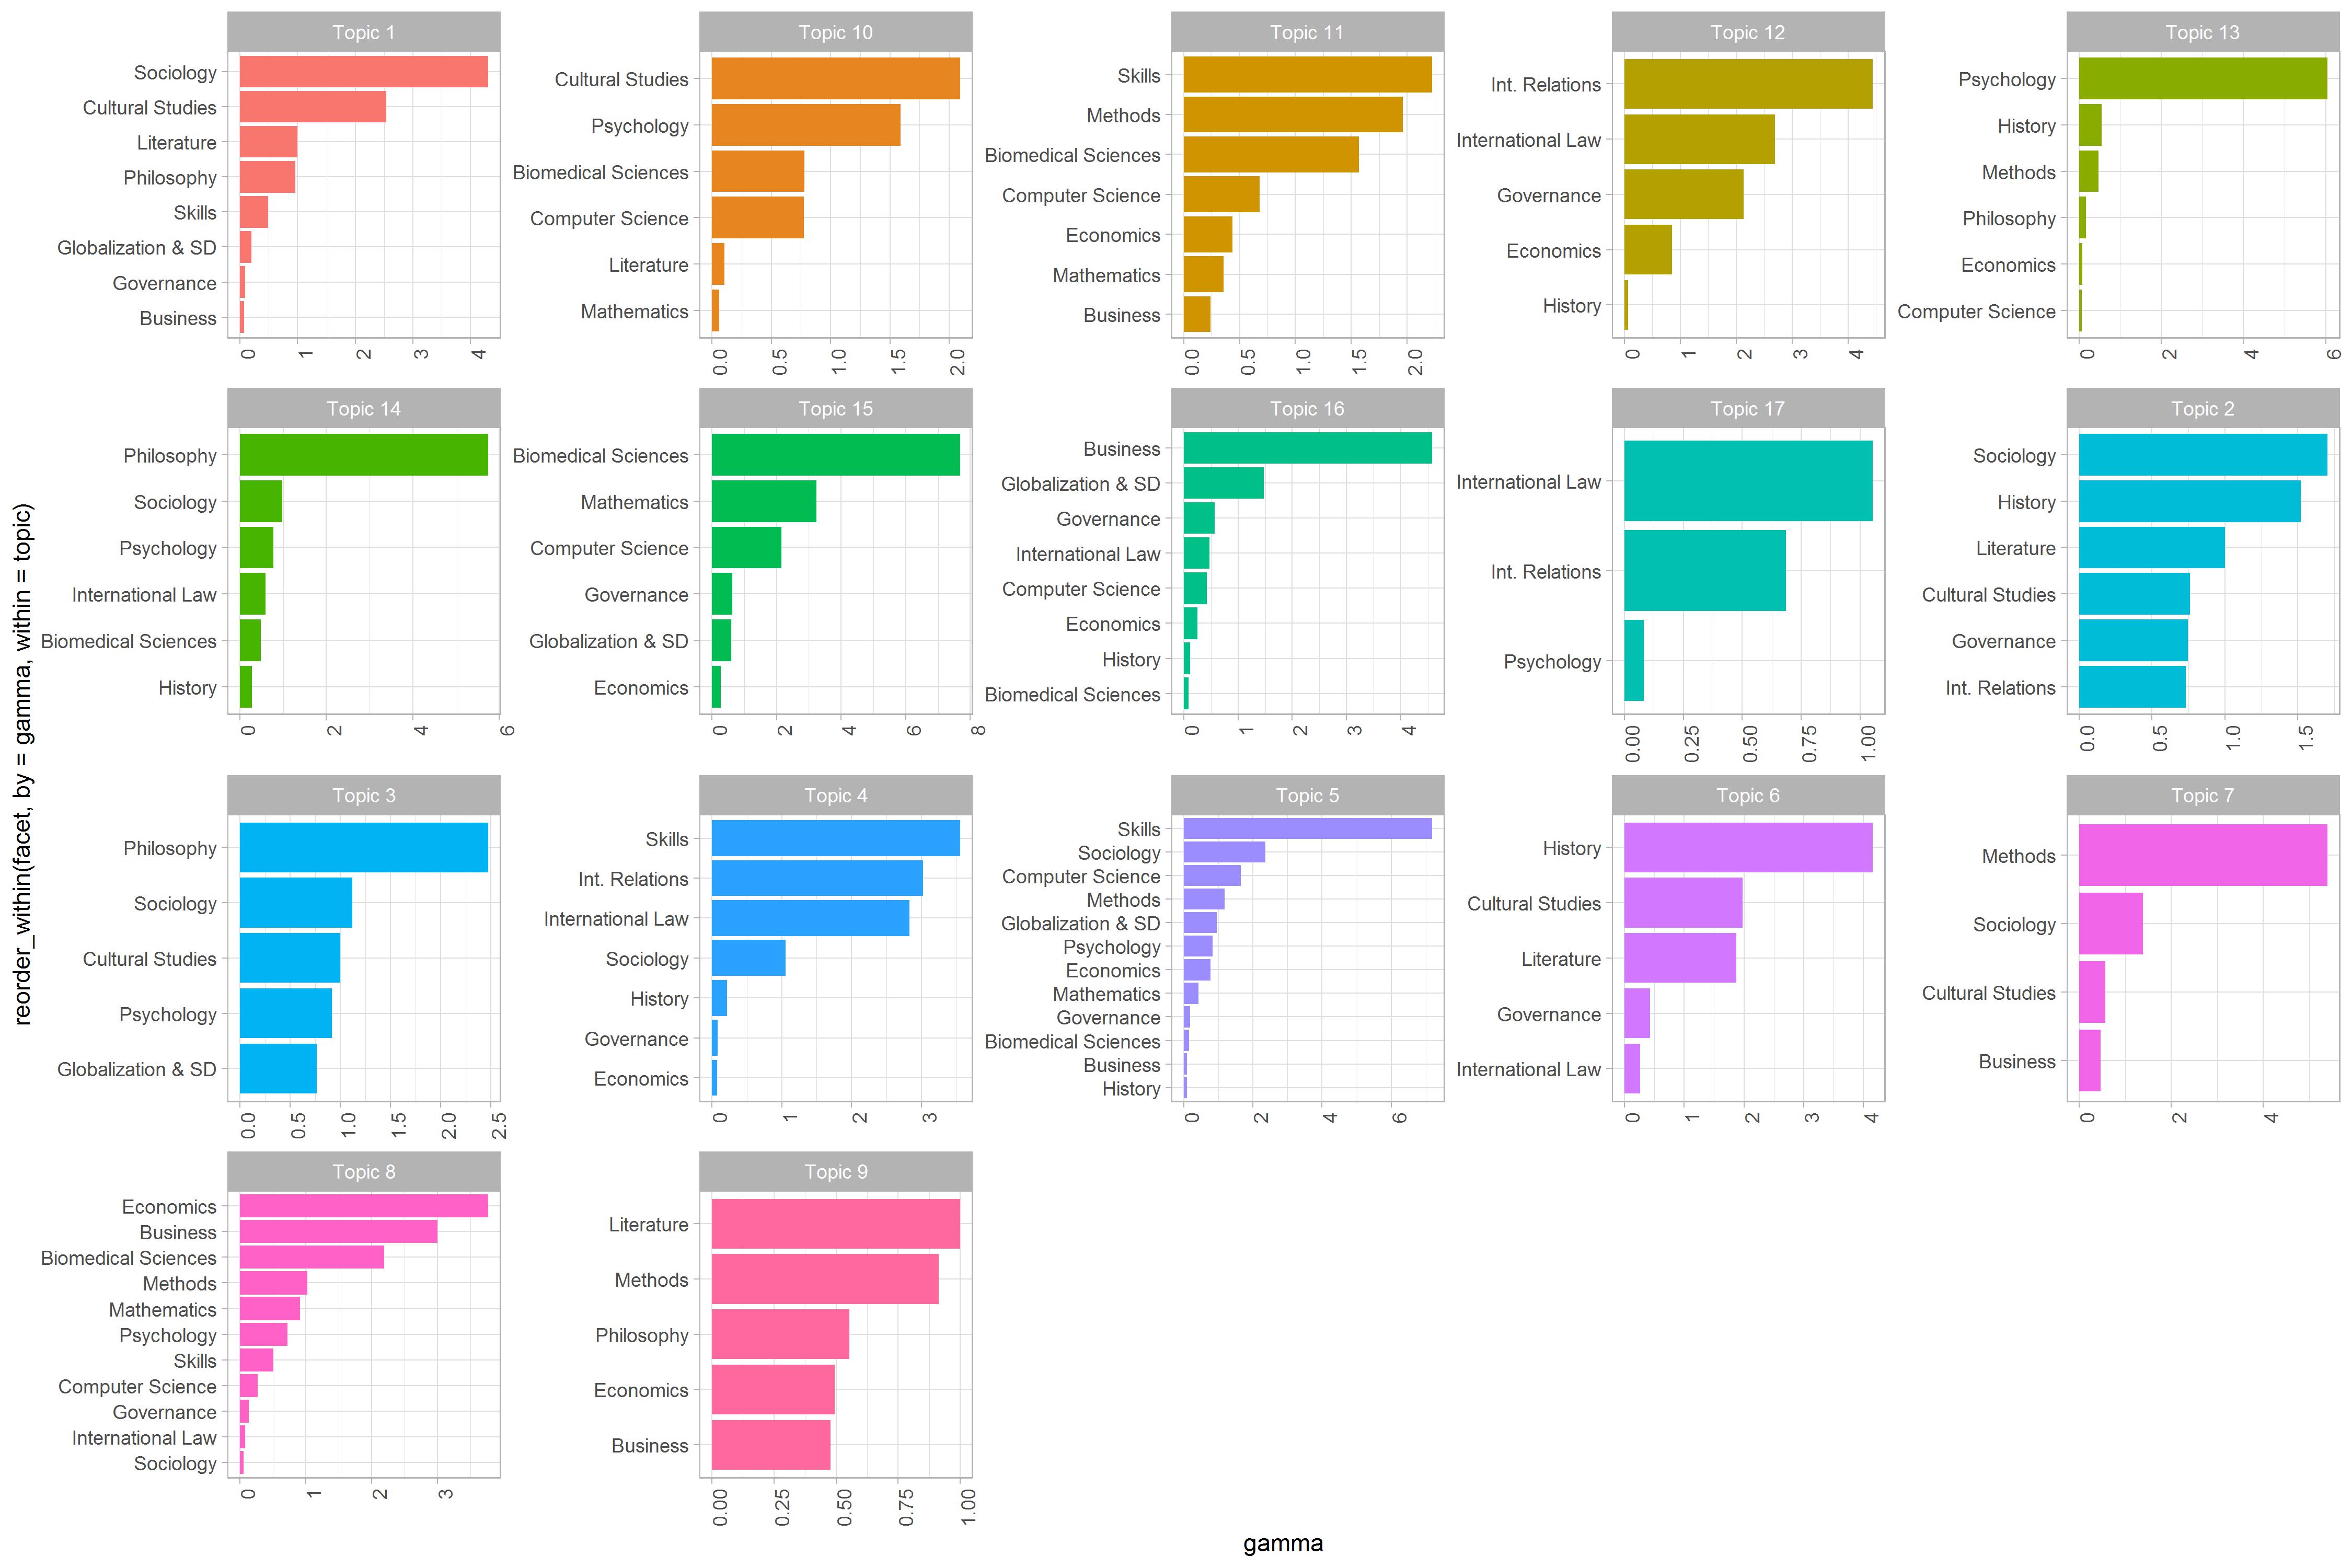 reorder_within(facet, by = gamma, within = topic)
Topic 1
Sociology
Cultural Studies
Literature
Philosophy
Skills
Globalization & SD
Governance
Business
0 1 2 3 4
Topic 10
Cultural Studies
Psychology
Biomedical Sciences
Computer Science
Literature
Mathematics
0.0 0.5 1.0 1.5 2.0
Topic 11
Skills
Methods
Biomedical Sciences
Computer Science
Economics
Mathematics
Business
0.0 0.5 1.0 1.5 2.0
Topic 12
Int. Relations
International Law
Governance
Economics
History
0 1 2 3 4
Topic 13
Psychology
History
Methods
Philosophy
Economics
Computer Science
0 2 4 6
Topic 14
Philosophy
Sociology
Psychology
International Law
Biomedical Sciences
History
0 2 4 6
Topic 15
Biomedical Sciences
Mathematics
Computer Science
Governance
Globalization & SD
Economics
0 2 4 6 8
Topic 16
Business
Globalization & SD
Governance
International Law
Computer Science
Economics
History
Biomedical Sciences
0 1 2 3 4
Topic 17
International Law
Int. Relations
Psychology
0.00 0.25 0.50 0.75 1.00
Topic 2
Sociology
History
Literature
Cultural Studies
Governance
Int. Relations
0.0 0.5 1.0 1.5
Topic 3
Philosophy
Sociology
Cultural Studies
Psychology
Globalization & SD
0.0 0.5 1.0 1.5 2.0 2.5
Topic 4
Skills
Int. Relations
International Law
Sociology
History
Governance
Economics
0 1 2 3
Topic 5
Skills
Sociology
Computer Science
Methods
Globalization & SD
Psychology
Economics
Mathematics
Governance
Biomedical Sciences
Business
History
0 2 4 6
Topic 6
History
Cultural Studies
Literature
Governance
International Law
0 1 2 3 4
Topic 7
Methods
Sociology
Cultural Studies
Business
0 2 4
Topic 8
Economics
Business
Biomedical Sciences
Methods
Mathematics
Psychology
Skills
Computer Science
Governance
International Law
Sociology
0 1 2 3
Topic 9
Literature
Methods
Philosophy
Economics
Business
0.00 0.25 0.50 0.75 1.00
gamma